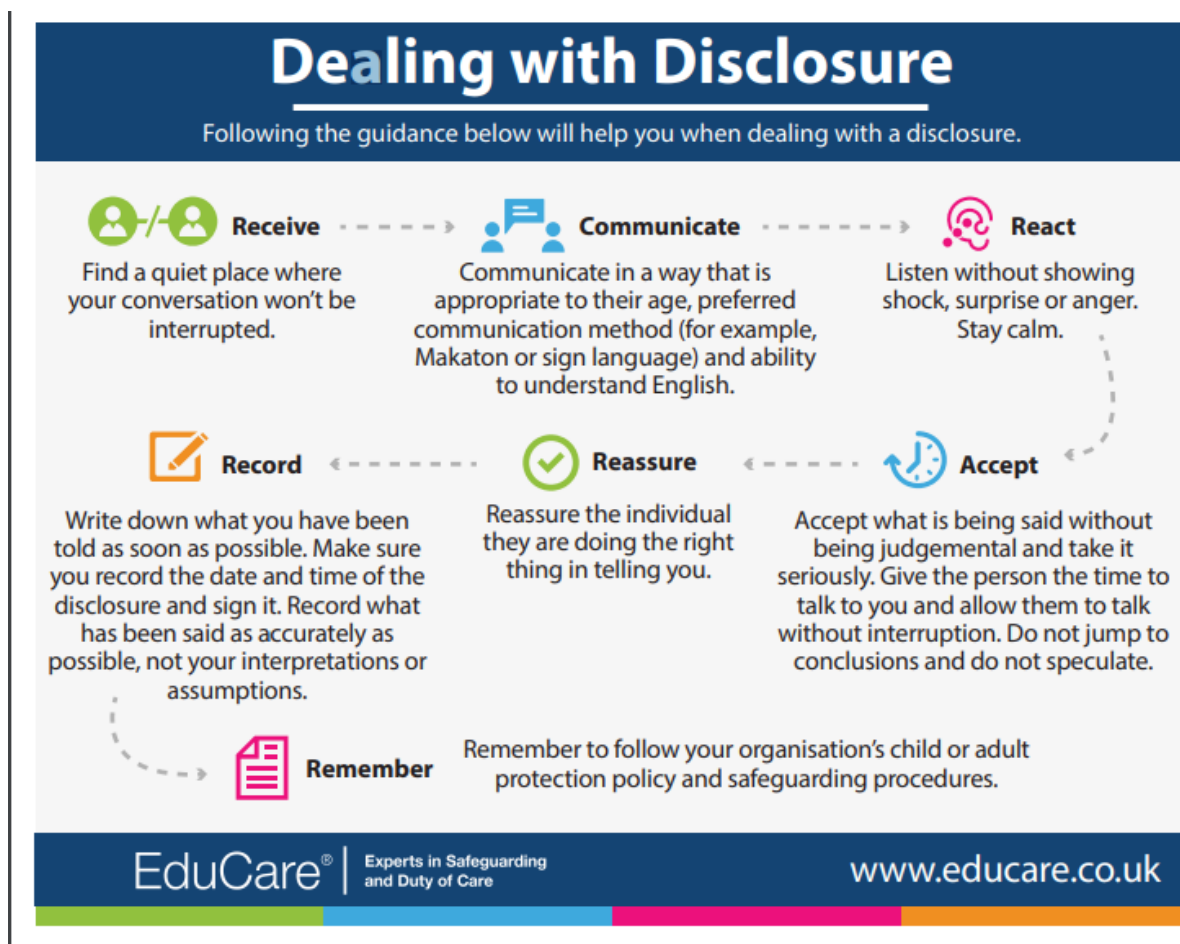 Dealing with Disclosure
Following the guidance below will help you when dealing with a disclosure.
Receive
Find a quiet place where
your conversation won't be
interrupted.
Communicate
Communicate in a way that is
appropriate to their age, preferred
communication method (for example,
Makaton or sign language) and ability
to understand English.
React
Listen without showing
shock, surprise or anger.
Stay calm.
Accept
Accept what is being said without
being judgemental and take it
seriously. Give the person the time to
talk to you and allow them to talk
without interruption. Do not jump to
conclusions and do not speculate.
Reassure
Reassure the individual
they are doing the right
thing in telling you.
Record
Write down what you have been
told as soon as possible. Make sure
you record the date and time of the
disclosure and sign it. Record what
has been said as accurately as
possible, not your interpretations or
assumptions.
Remember
Remember to follow your organisation's child or adult
protection policy and safeguarding procedures.
EduCare®
Experts in Safeguarding
and Duty of Care
www.educare.co.uk